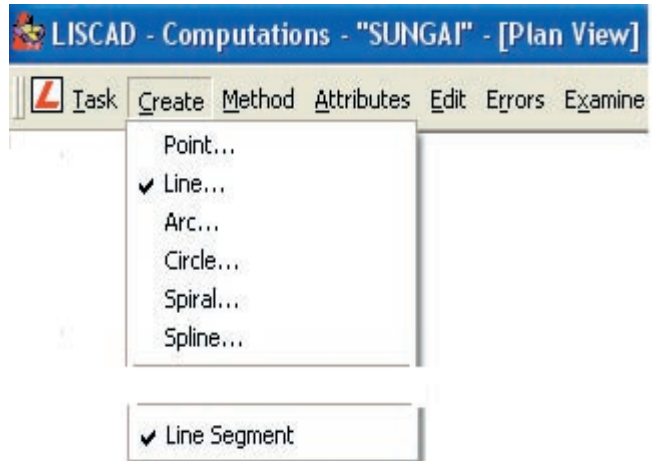 LISCAD - Computations - "SUNGAI" - [Plan View]
Task Create Method Attributes Edit Errors Examine
Point...
Line...
Arc...
Circle...
Spiral...
Spline...
Line Segment